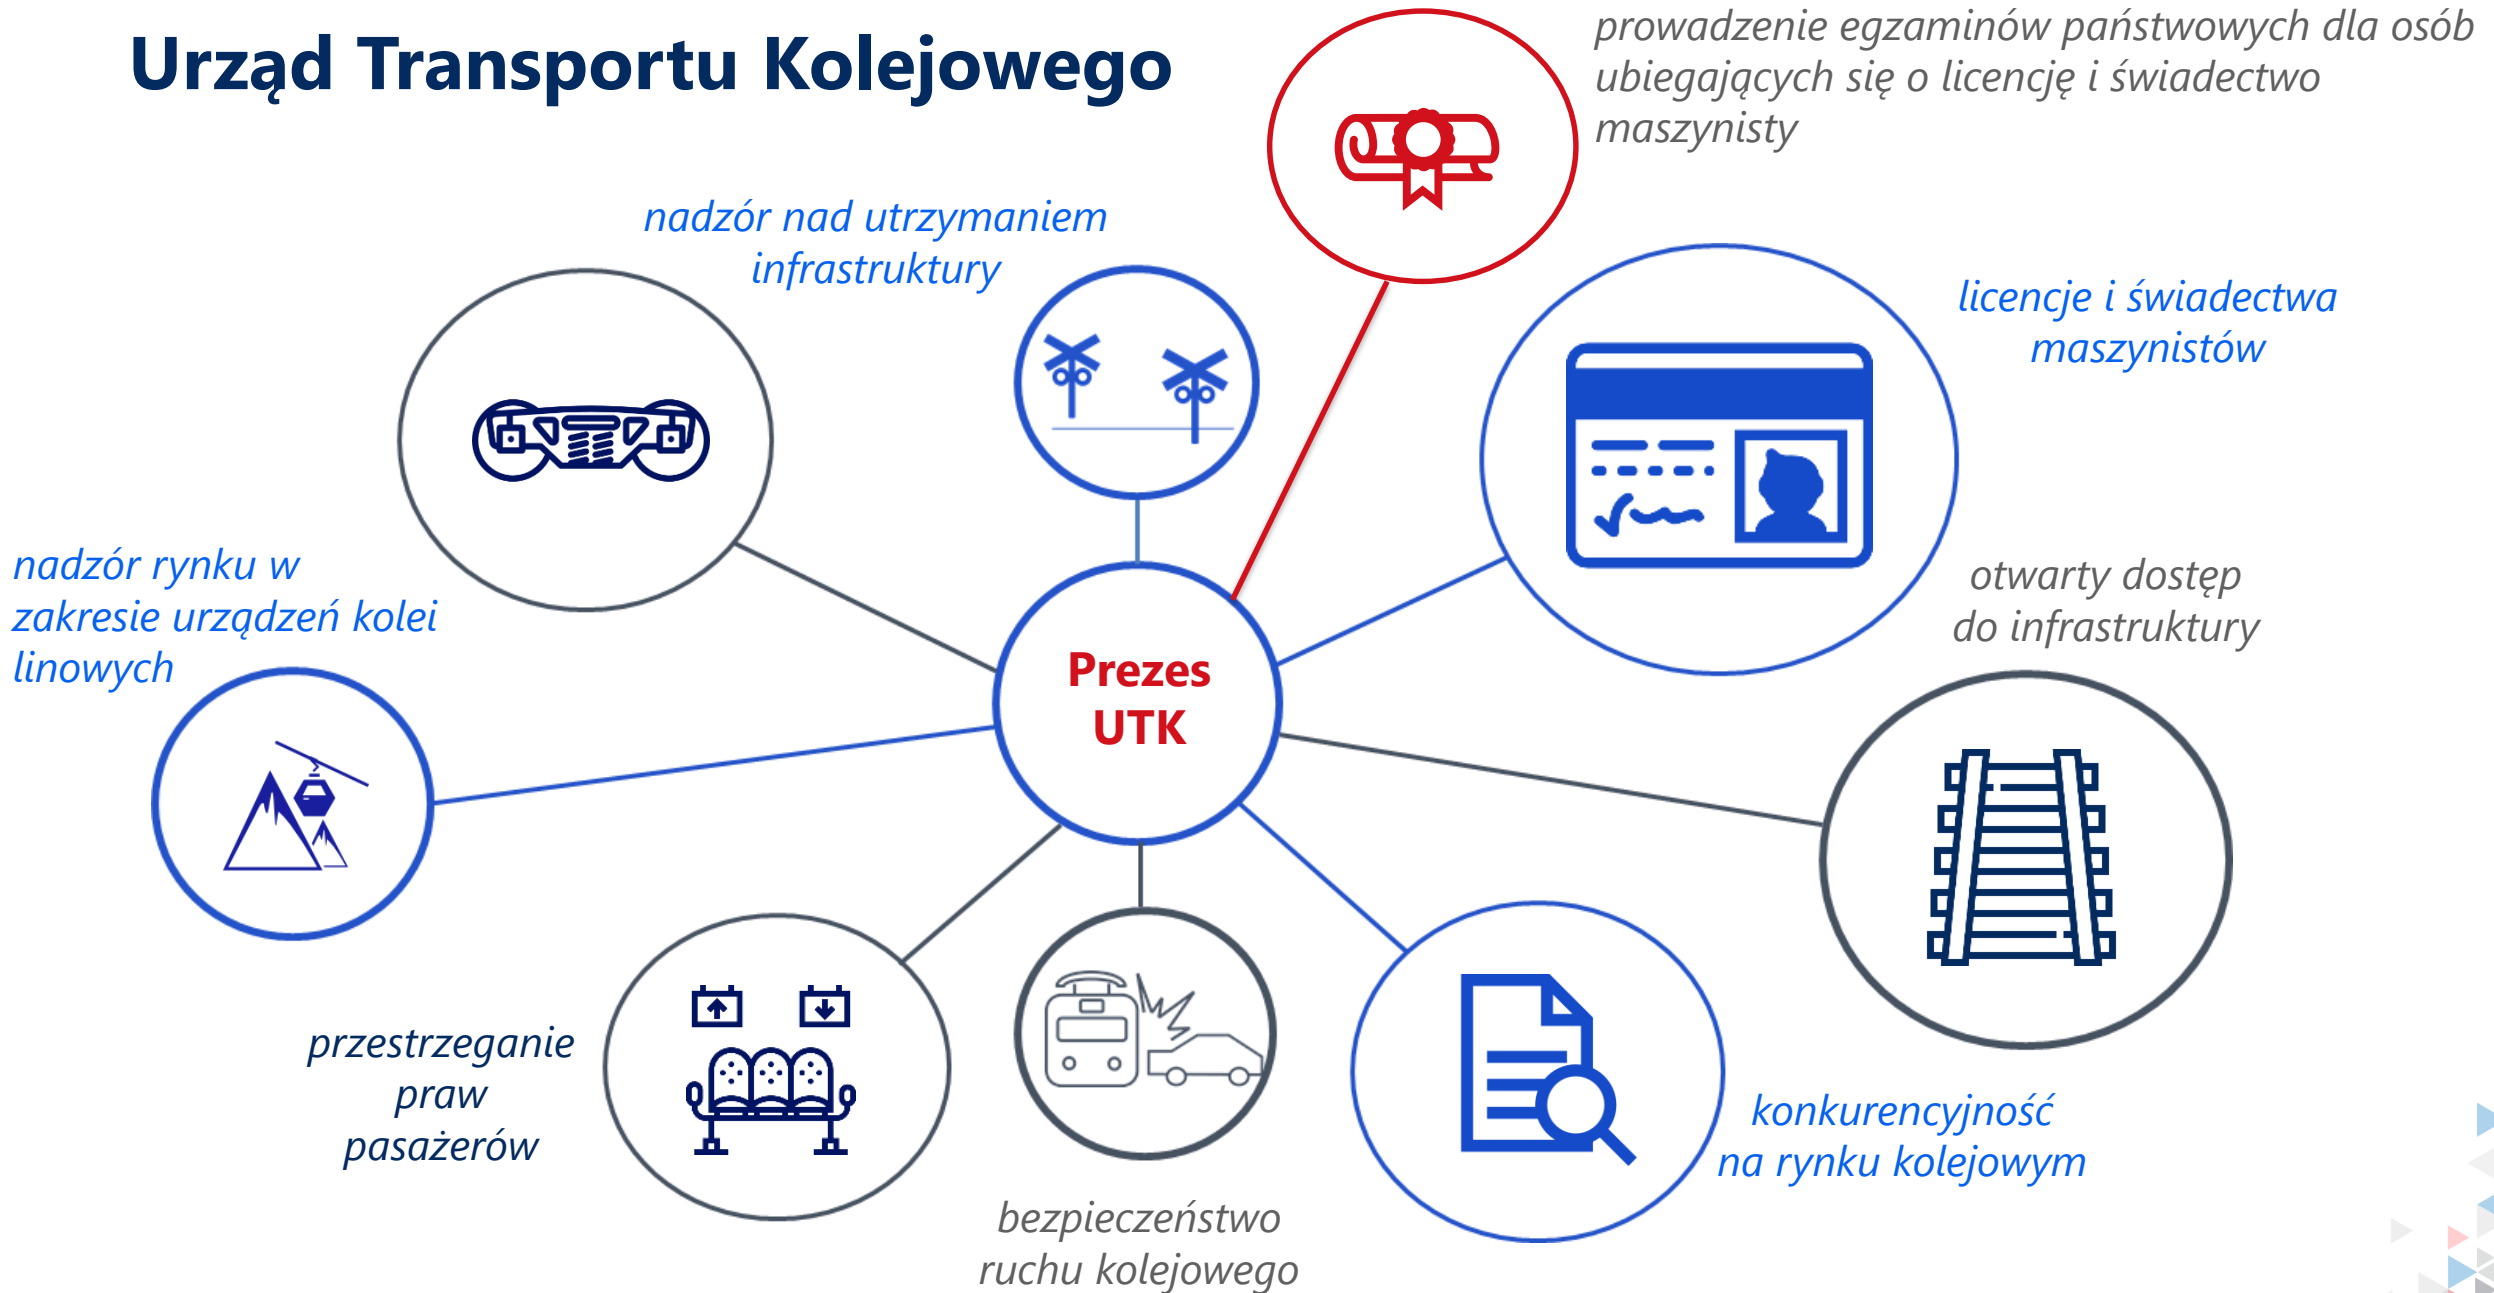 Urząd Transportu Kolejowego
prowadzenie egzaminów państwowych dla osób
ubiegających się o licencję i świadectwo
maszynisty
nadzór nad utrzymaniem
infrastruktury
licencje i świadectwa
maszynistów
nadzór rynku w
zakresie urządzeń kolei
linowych
otwarty dostęp
do infrastruktury
Prezes
UTK
przestrzeganie
praw
pasażerów
konkurencyjność
na rynku kolejowym
bezpieczeństwo
ruchu kolejowego